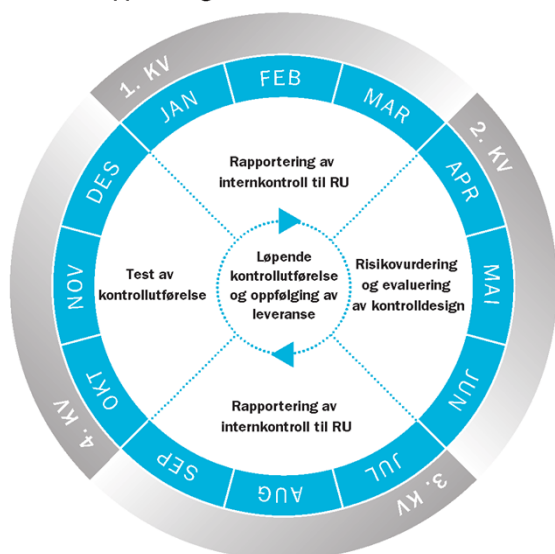 1. KV
2. KV
3. KV
4. KV
JAN
FEB
MAR
APR
MAI
JUN
JUL
AUG
SEP
OKT
NOV
DES
Rapportering av
internkontroll til RU
Løpende
kontrollutførelse
og oppfølging av
leveranse
Test av
kontrollutførelse
Risikovurdering
og evaluering
av kontrolldesign
Rapportering av
internkontroll til RU